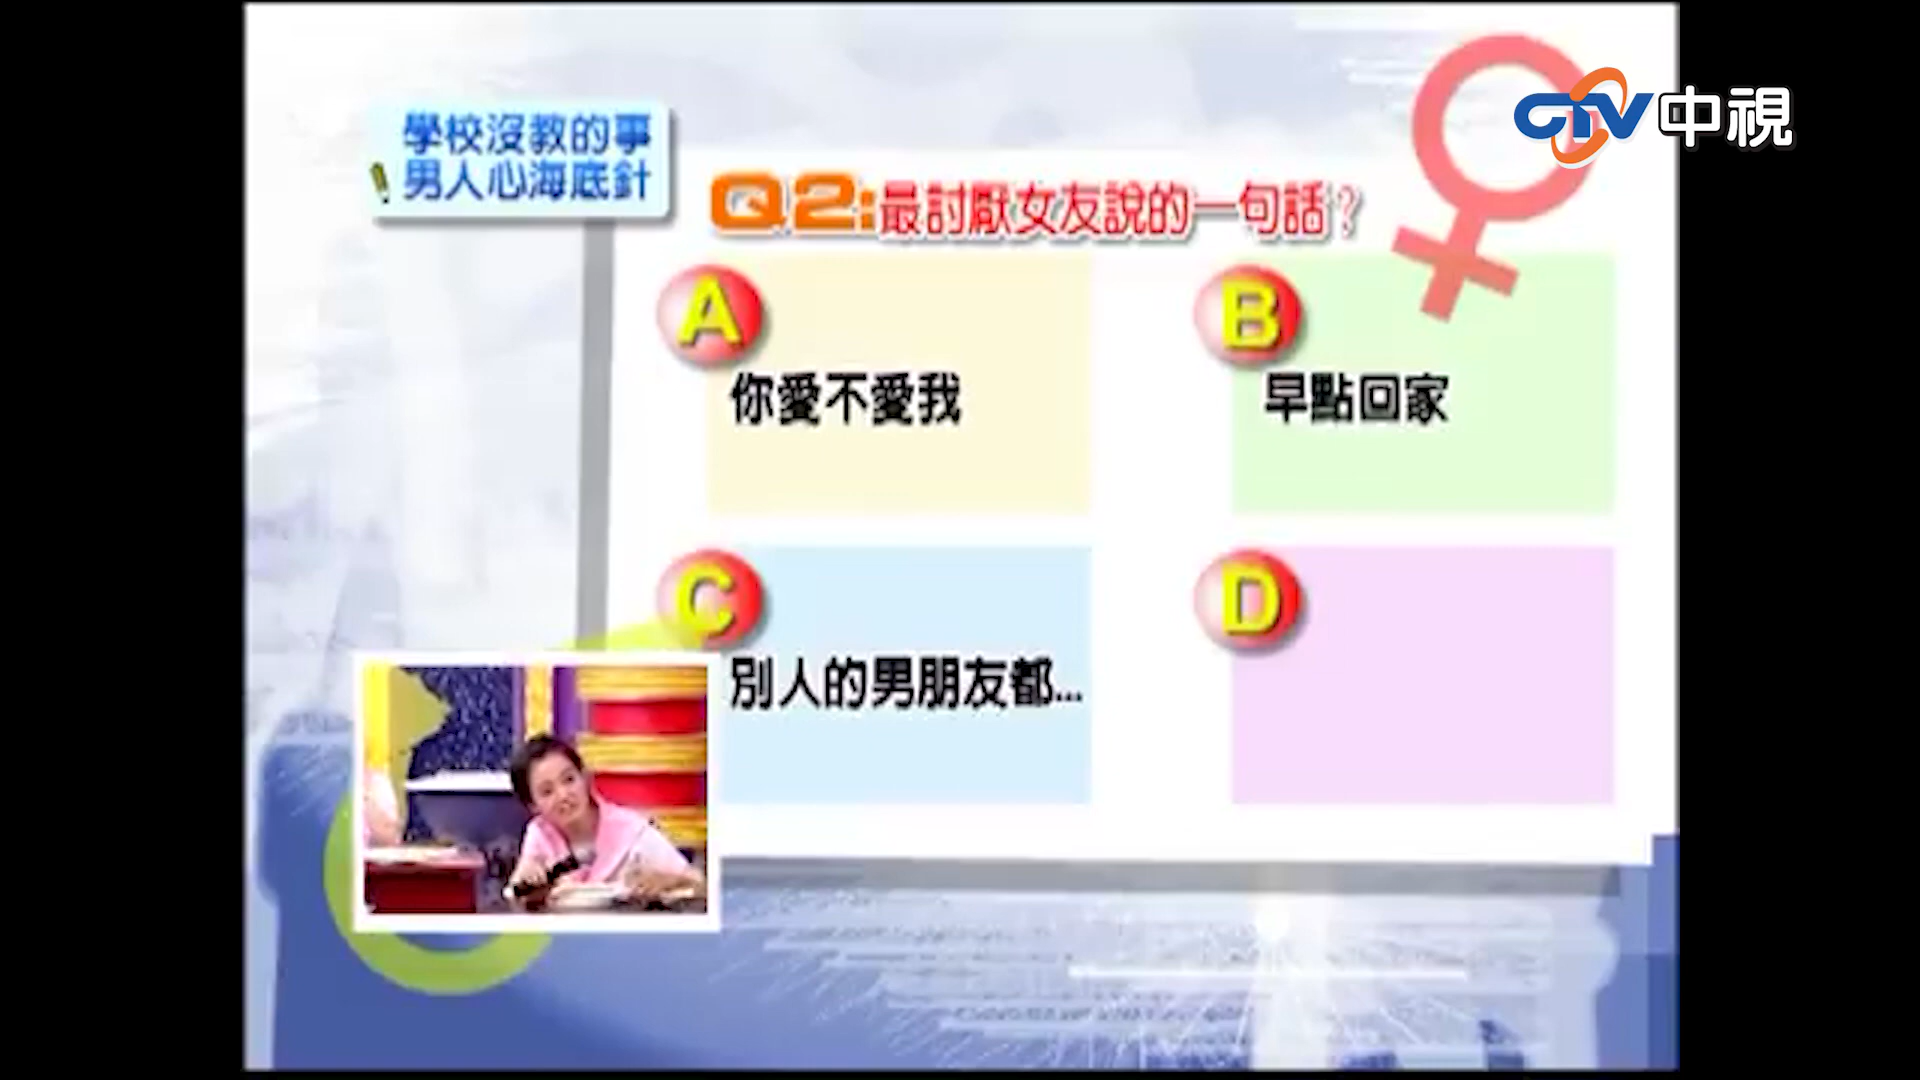 CTV中視
學校沒教的事
男人心海底針
Q2:最討厭女友說的一句話?
A
你愛不愛我
B
早點回家
C
別人的男朋友都...
D